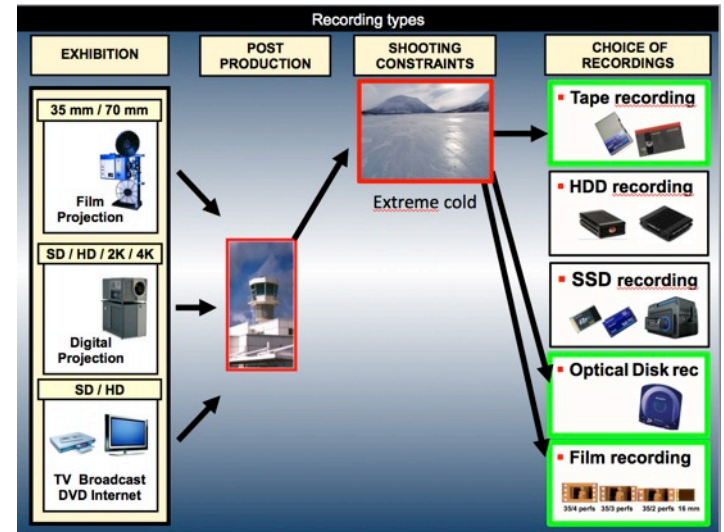 Recording types
EXHIBITION
POST
PRODUCTION
SHOOTING
CONSTRAINTS
CHOICE OF
RECORDINGS
35 mm / 70 mm
Film
Projection
SD / HD / 2K / 4K
Digital
Projection
SD / HD
TV Broadcast
DVD Internet
Extreme cold
Tape recording
HDD recording
SSD recording
Optical Disk rec
Film recording
35/4 perfs 35/3 perfs 35/2 perfs 16 mm